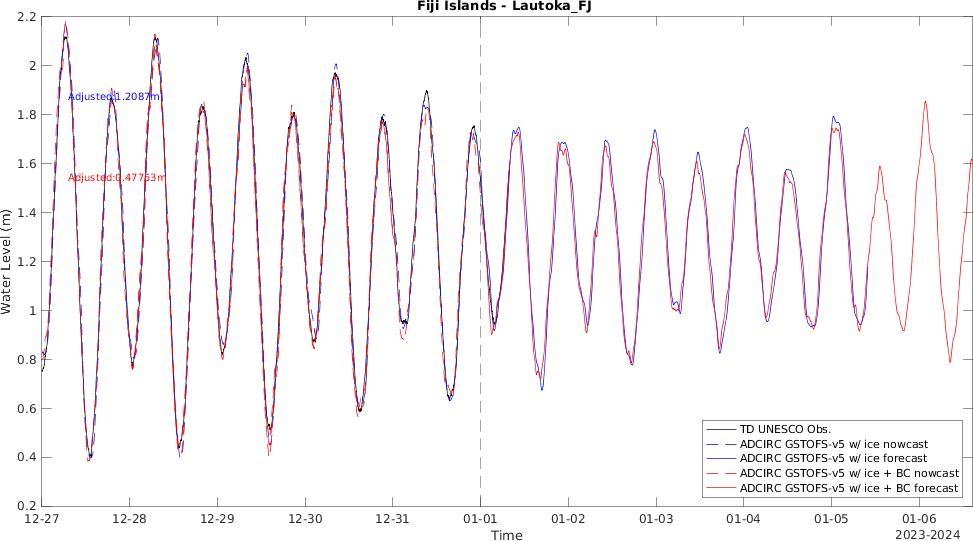 Fiji Islands - Lautoka_FJ
2.2
2
1.8
1.6
1.4
1.2
1
0.8
0.6
0.4
0.2
Water Level (m)
Adjusted:1.2087m
Adjusted:0.47763m
TD UNESCO Obs.
ADCIRC GSTOFS-v5 w/ ice nowcast
ADCIRC GSTOFS-v5 w/ ice forecast
ADCIRC GSTOFS-v5 w/ ice + BC nowcast
ADCIRC GSTOFS-v5 w/ ice + BC forecast
12-27 12-28 12-29 12-30 12-31 01-01 01-02 01-03 01-04 01-05 01-06
Time
2023-2024